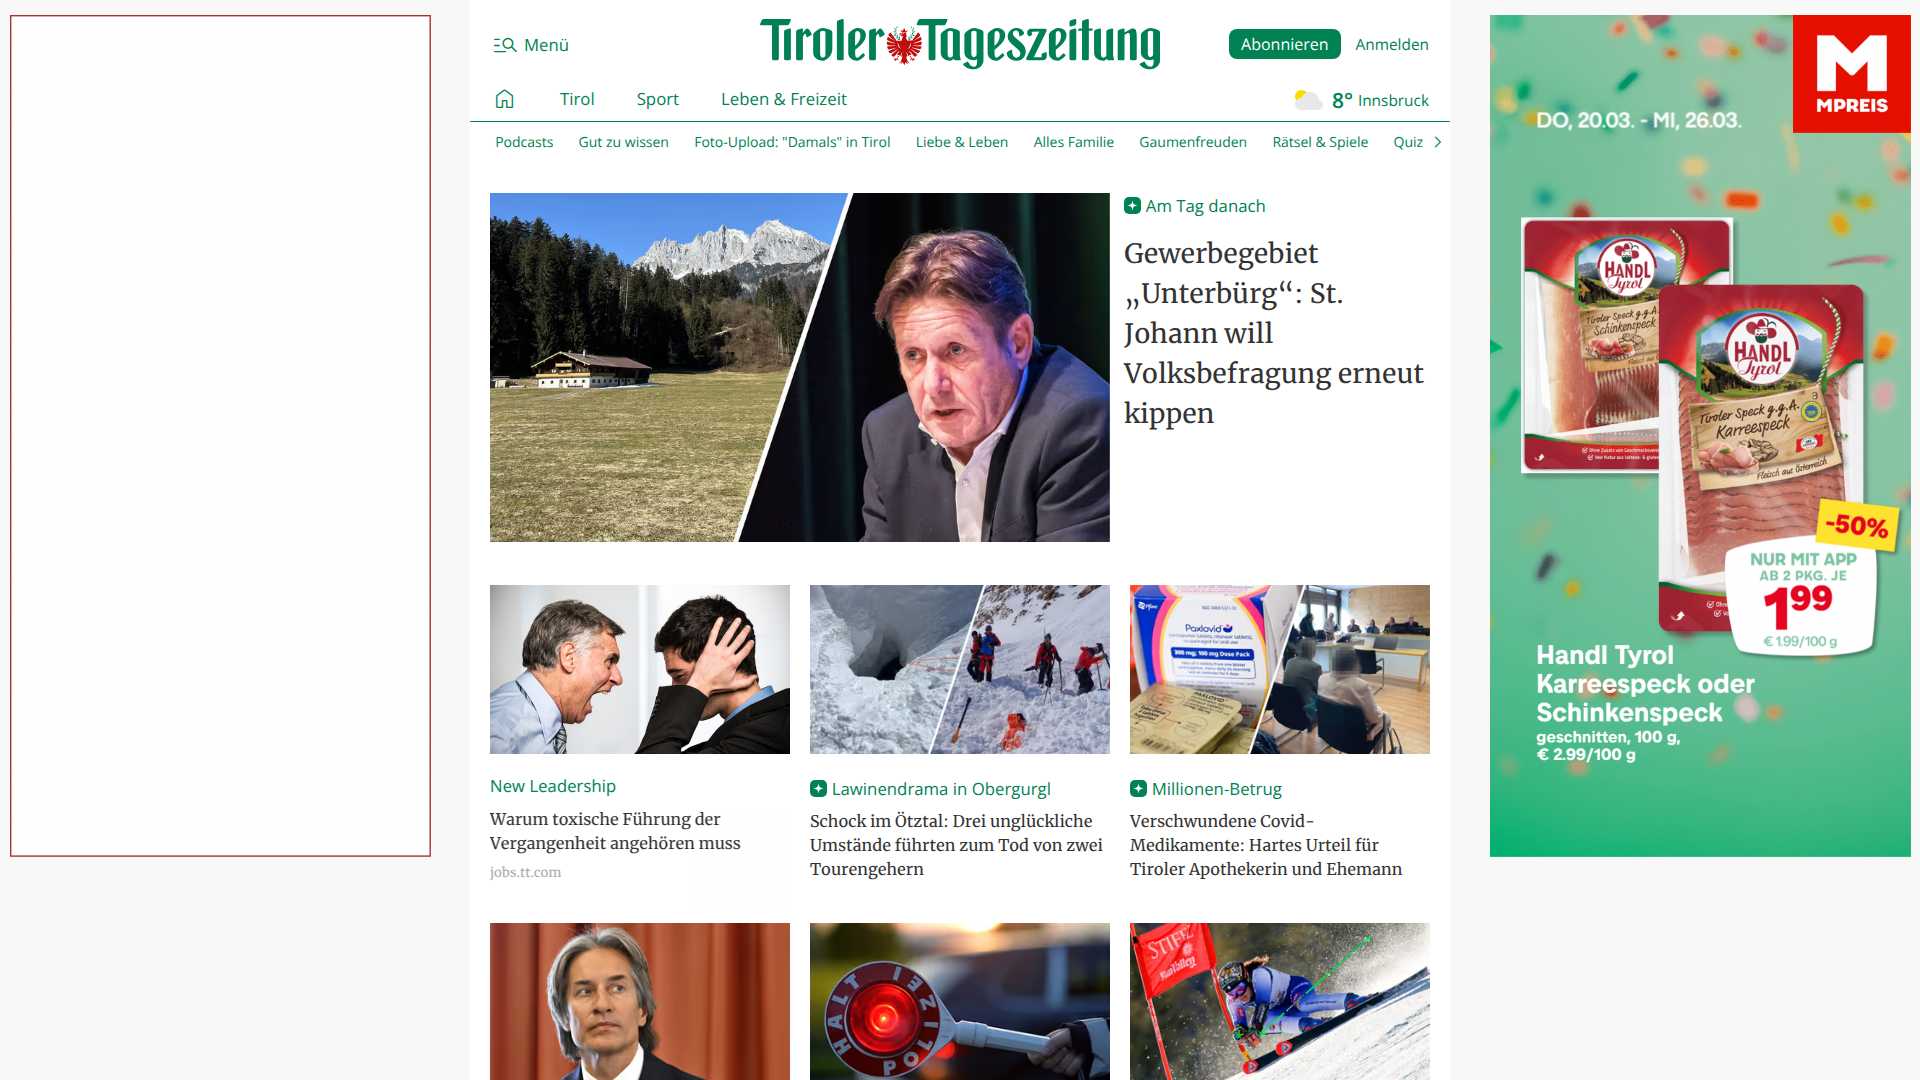 Menü
Tiroler Tageszeitung
Abonnieren
Anmelden
Tirol
Sport
Leben & Freizeit
8° Innsbruck
Podcasts
Gut zu wissen
Foto-Upload: "Damals" in Tirol
Liebe & Leben
Alles Familie
Gaumenfreuden
Rätsel & Spiele
Quiz
Am Tag danach
Gewerbegebiet
„Unterbürg“: St.
Johann will
Volksbefragung erneut
kippen
Paxlovid
PAXLOVID
New Leadership
Warum toxische Führung der
Vergangenheit angehören muss
jobs.tt.com
Lawinendrama in Obergurgl
Schock im Ötztal: Drei unglückliche
Umstände führten zum Tod von zwei
Tourengehern
Millionen-Betrug
Verschwundene Covid-
Medikamente: Hartes Urteil für
Tiroler Apothekerin und Ehemann
HALT
POLIZEI
STIFEL
M
MPREIS
DO, 20.03. - MI, 26.03.
HANDL
Tyrol
Tiroler Speck g.g.A.
Schinkenspeck
HANDL
Tyrol
Tiroler Speck g.g.A.
Karreespeck
Fleisch aus Österreich
-50%
NUR MIT APP
AB 2 PKG. JE
1 99
€ 1.99/100 g
Handl Tyrol
Karreespeck oder
Schinkenspeck
geschnitten, 100 g,
€ 2.99/100 g